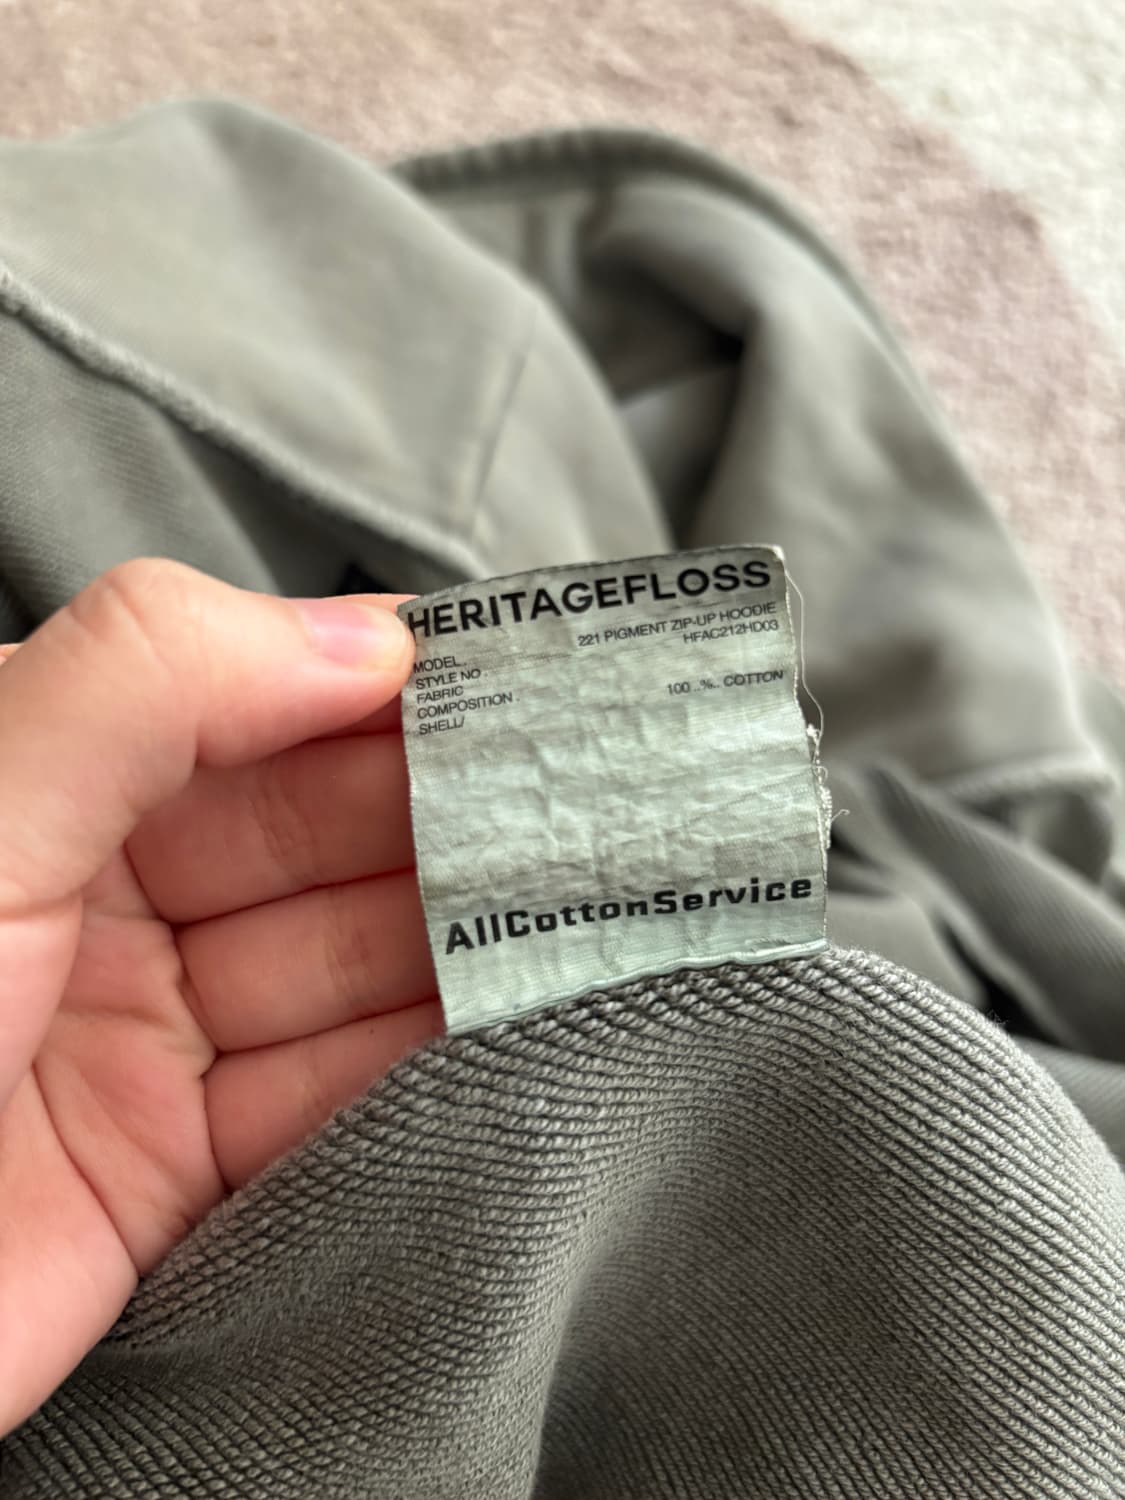 HERITAGEFLOSS
MODEL. 221 PIGMENT ZIP-UP HOODIE
STYLE NO . HFAC212HD03
FABRIC
COMPOSITION .
SHELL/ 100 ..%.. COTTON
AllCottonService